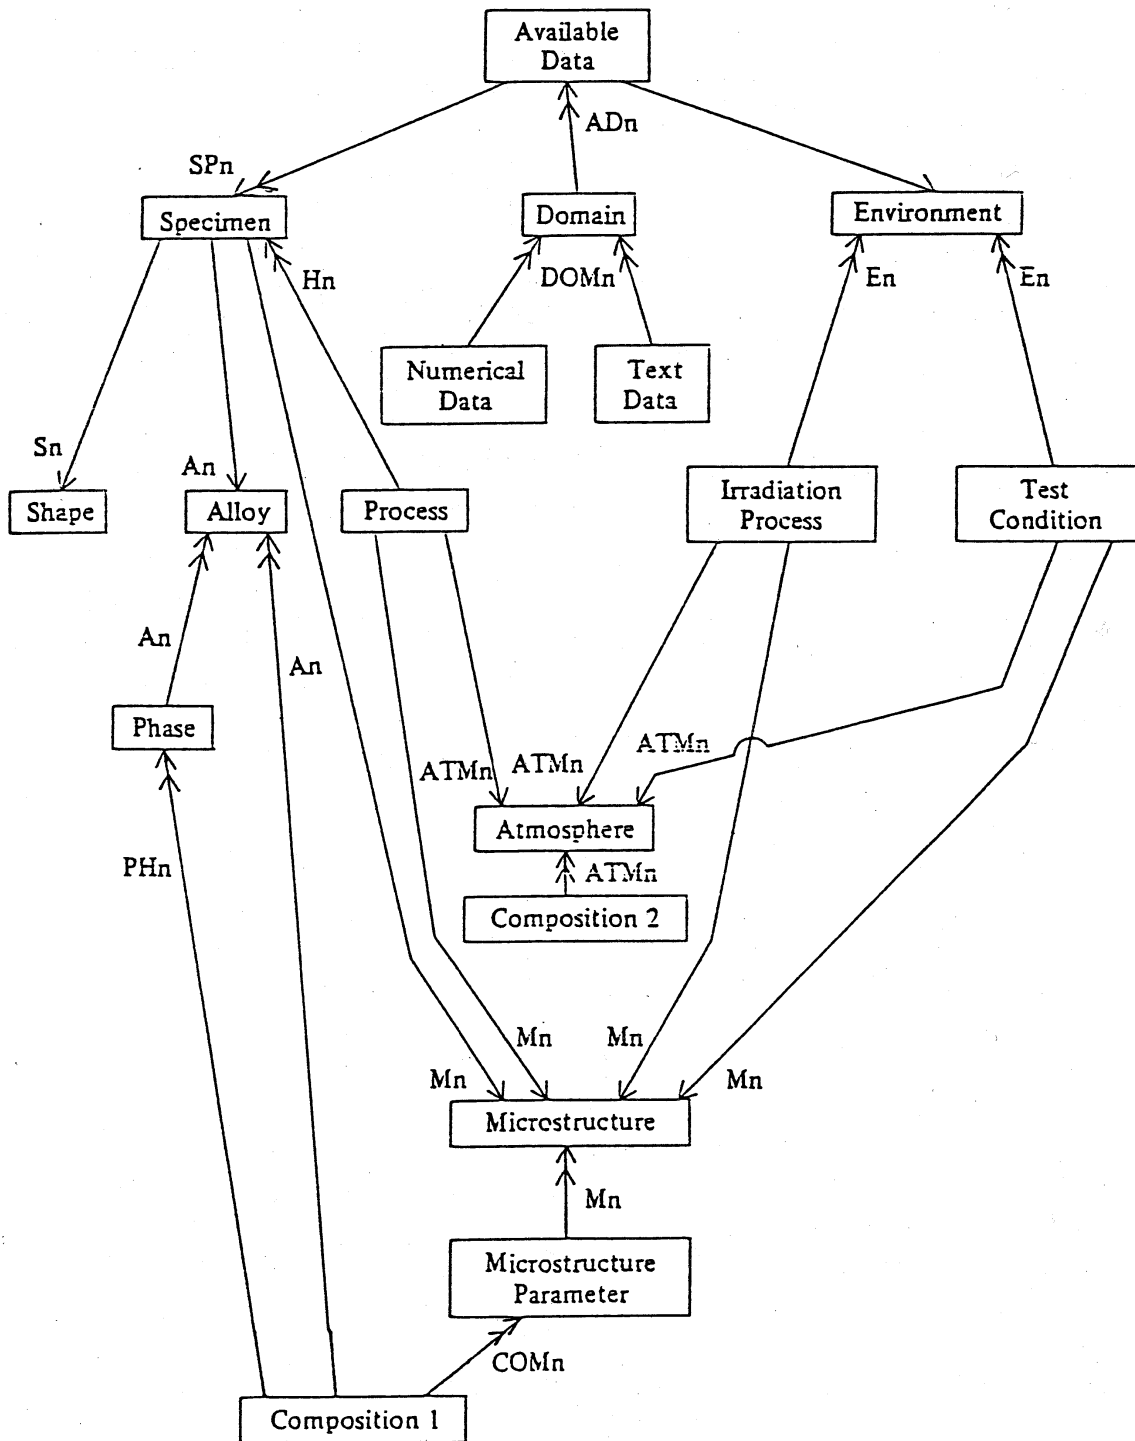 Available
Data
ADn
SPn
Specimen
Domain
Environment
Hn
DOMn
En
En
Numerical
Data
Text
Data
Sn
An
Shape
Alloy
Process
Irradiation
Process
Test
Condition
An
An
Phase
ATMn
ATMn
ATMn
Atmosphere
PHn
ATMn
Composition 2
Mn
Mn
Mn
Mn
Microstructure
Mn
Microstructure
Parameter
COMn
Composition 1